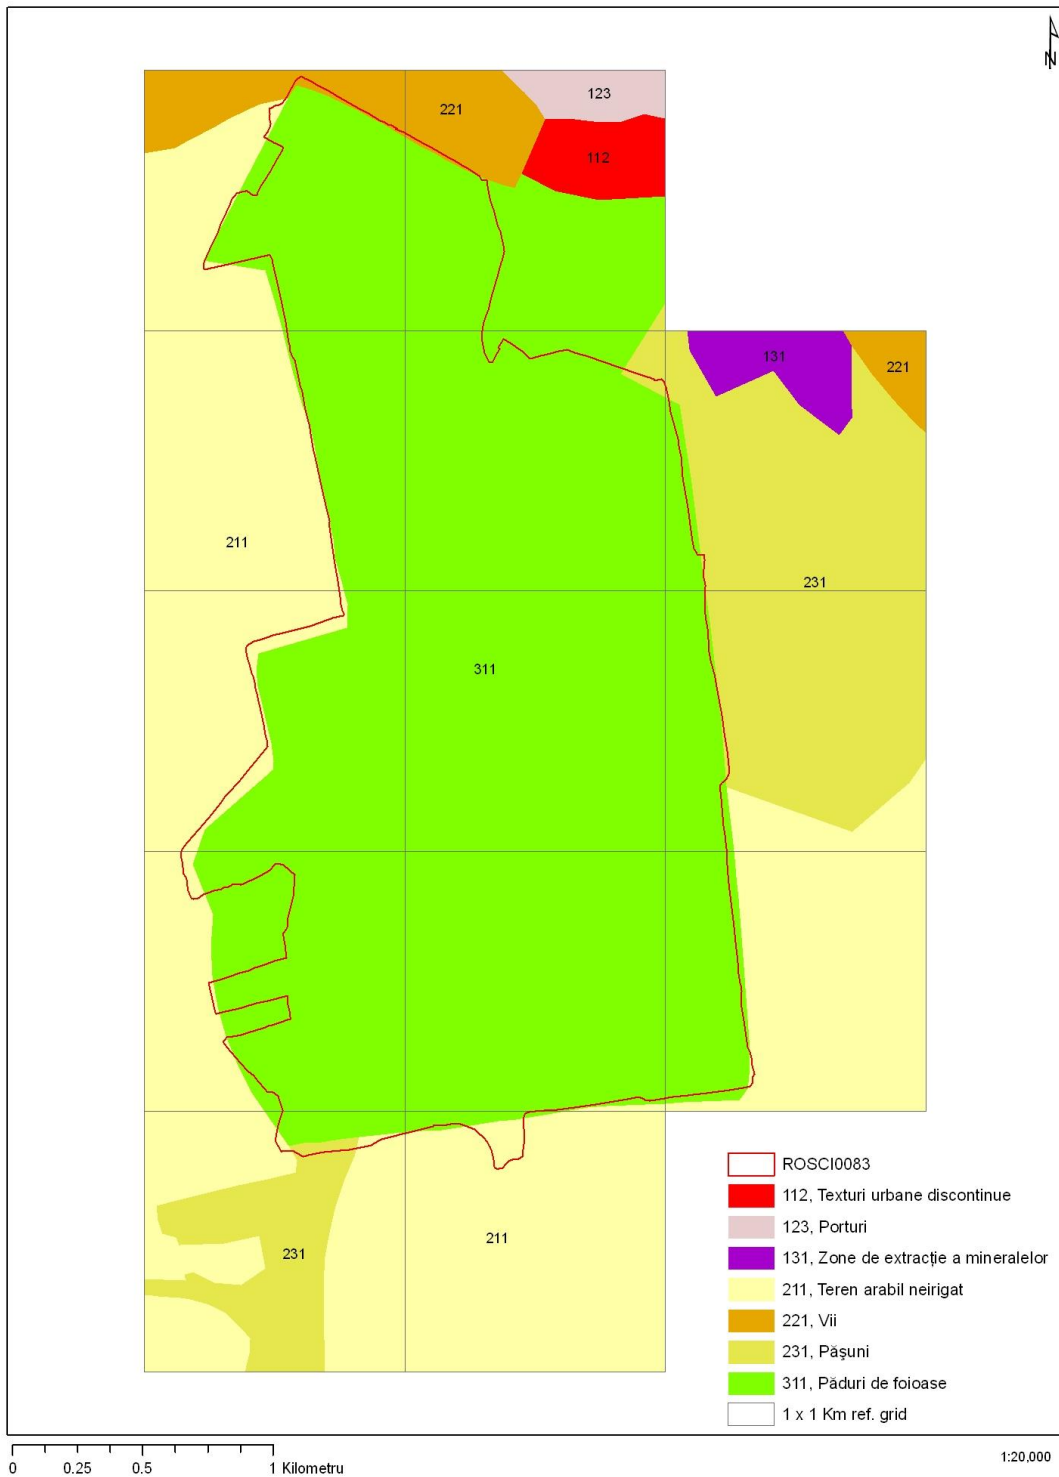 N
221
123
112
131
221
211
231
311
231
211
ROSCI0083
112, Texturi urbane discontinue
123, Porturi
131, Zone de extracţie a mineralelor
211, Teren arabil neirigat
221, Vii
231, Păşuni
311, Păduri de foioase
1 x 1 Km ref. grid
0 0.25 0.5 1 Kilometru
1:20,000